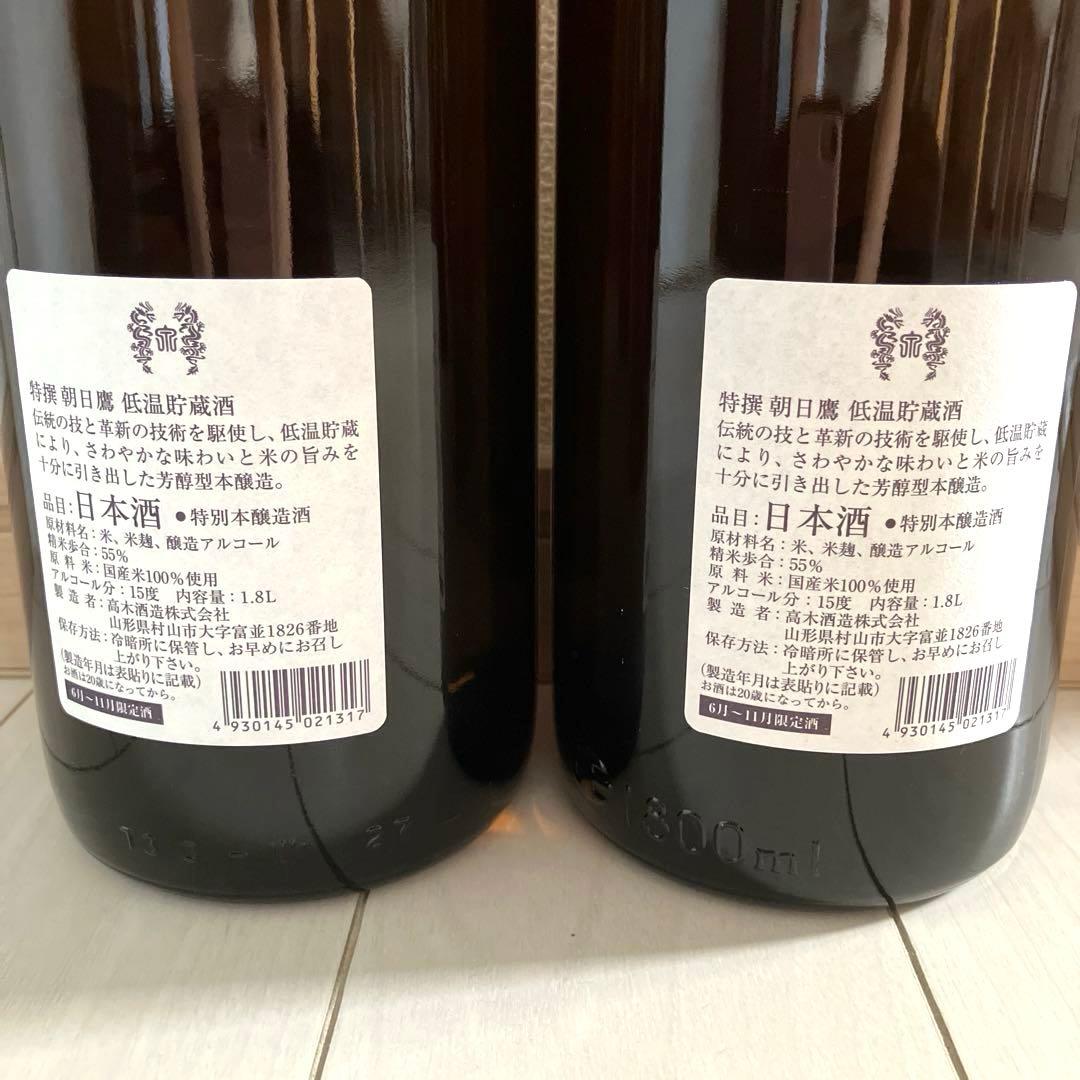 特撰 朝日鷹 低温貯蔵酒
伝統の技と革新の技術を駆使し、低温貯蔵
により、さわやかな味わいと米の旨みを
十分に引き出した芳醇型本醸造。
品目：日本酒 ●特別本醸造酒
原材料名：米、米麹、醸造アルコール
精米歩合：55%
原料米：国産米100%使用
アルコール分：15度 内容量：1.8L
製造者：高木酒造株式会社
山形県村山市大字富並1826番地
保存方法：冷暗所に保管し、お早めにお召し
上がり下さい。
(製造年月は表貼りに記載)
お酒は20歳になってから。
6月～11月限定酒
4 930145 021317
27
特撰 朝日鷹 低温貯蔵酒
伝統の技と革新の技術を駆使し、低温貯蔵
により、さわやかな味わいと米の旨みを
十分に引き出した芳醇型本醸造。
品目：日本酒 ●特別本醸造酒
原材料名：米、米麹、醸造アルコール
精米歩合：55%
原料米：国産米100%使用
アルコール分：15度 内容量：1.8L
製造者：高木酒造株式会社
山形県村山市大字富並1826番地
保存方法：冷暗所に保管し、お早めにお召し
上がり下さい。
(製造年月は表貼りに記載)
お酒は20歳になってから。
6月～11月限定酒
4 930145 021317
1800ml